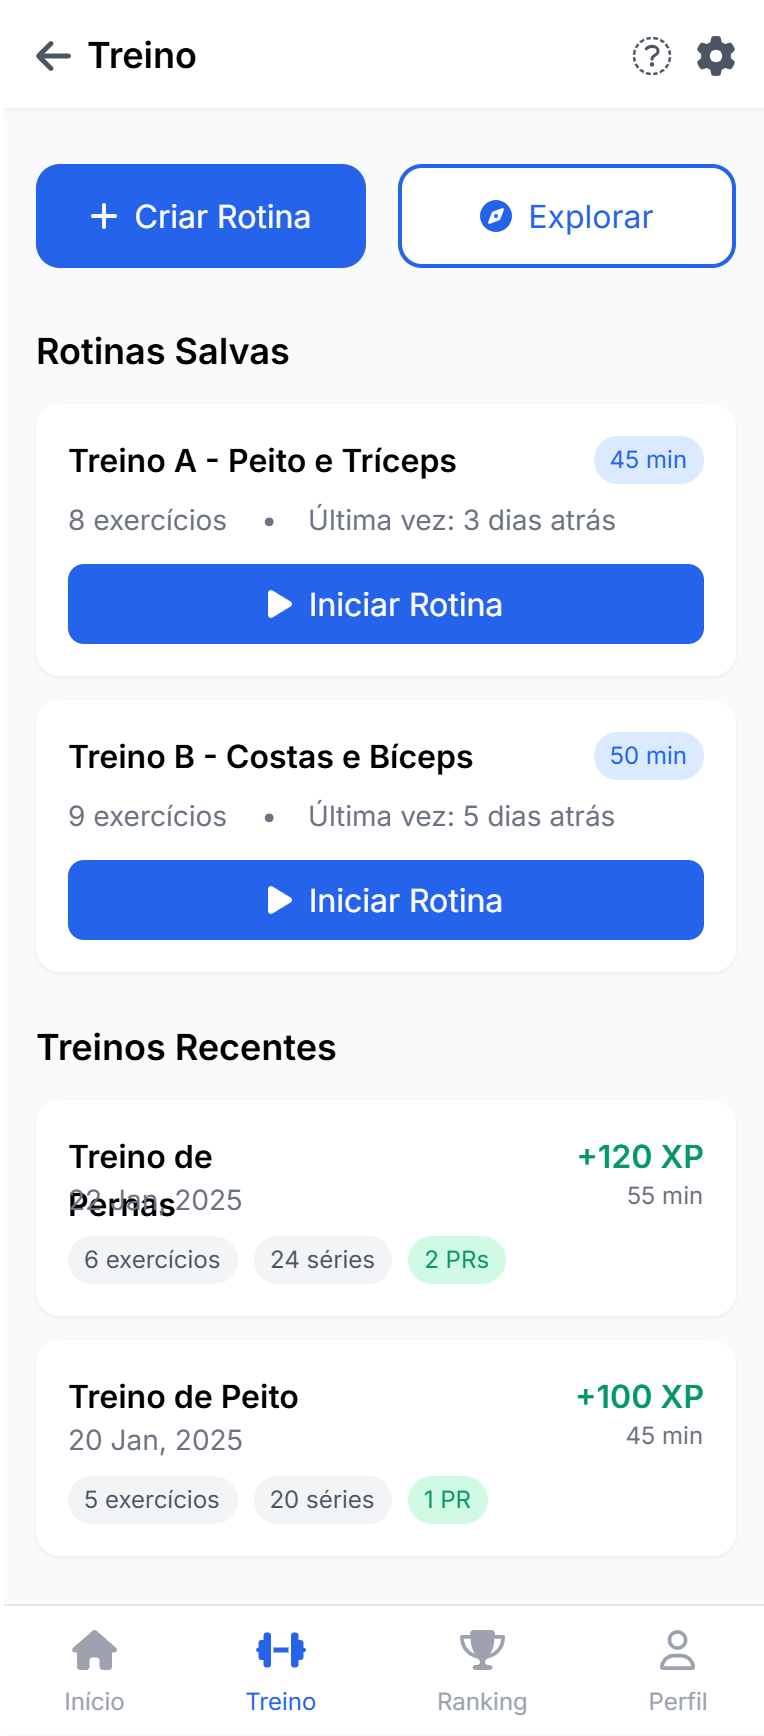 Treino
?
Criar Rotina
Explorar
Rotinas Salvas
Treino A - Peito e Tríceps
45 min
8 exercícios • Última vez: 3 dias atrás
Iniciar Rotina
Treino B - Costas e Bíceps
50 min
9 exercícios • Última vez: 5 dias atrás
Iniciar Rotina
Treinos Recentes
Treino de
Pernas
+120 XP
22 Jan, 2025
55 min
6 exercícios
24 séries
2 PRs
Treino de Peito
+100 XP
20 Jan, 2025
45 min
5 exercícios
20 séries
1 PR
Início
Treino
Ranking
Perfil